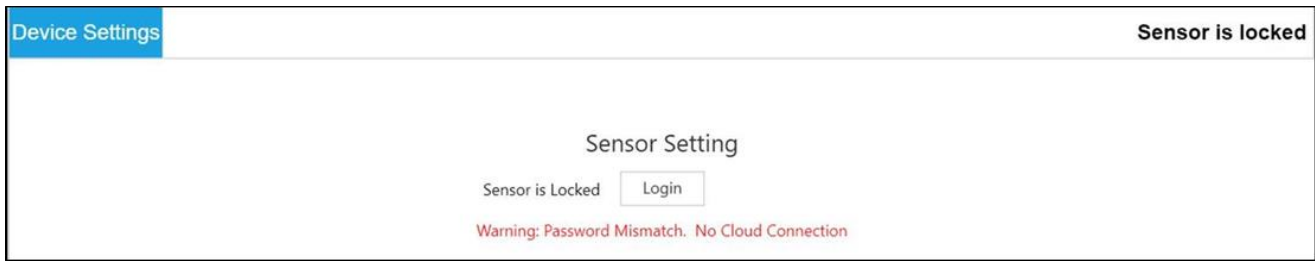 Device Settings
Sensor is locked
Sensor Setting
Sensor is Locked Login
Warning: Password Mismatch. No Cloud Connection